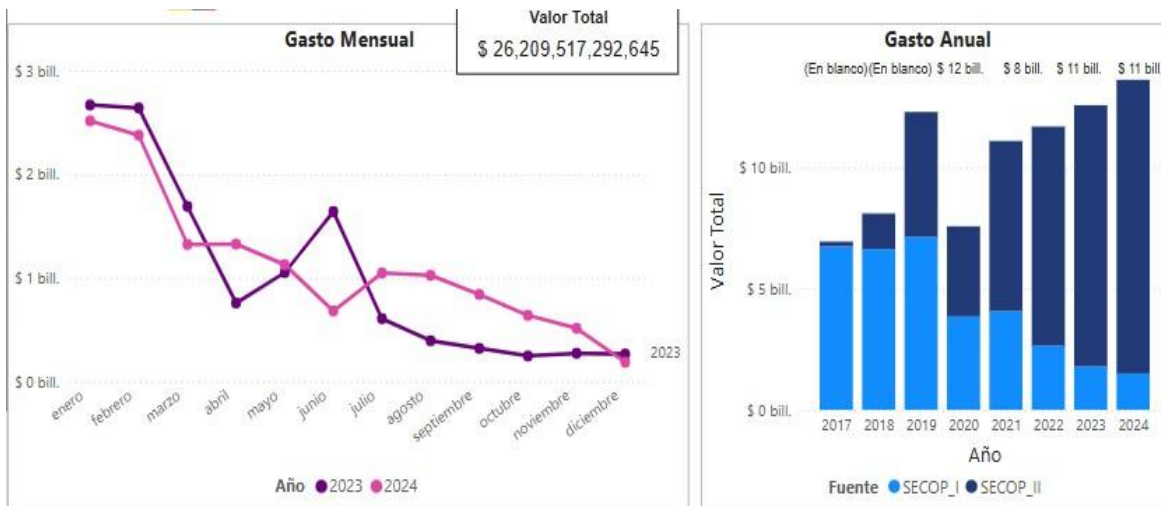 Valor Total
$ 26,209,517,292,645
Gasto Mensual
$ 3 bill.
$ 2 bill.
$ 1 bill.
$ 0 bill.
enero
febrero
marzo
abril
mayo
junio
julio
agosto
septiembre
octubre
noviembre
diciembre
2023
Año 2023 2024
Gasto Anual
(En blanco) (En blanco) $ 12 bill. $ 8 bill. $ 11 bill. $ 11 bill
Valor Total
$ 10 bill.
$ 5 bill.
$ 0 bill.
2017 2018 2019 2020 2021 2022 2023 2024
Año
Fuente SECOP_I SECOP_II